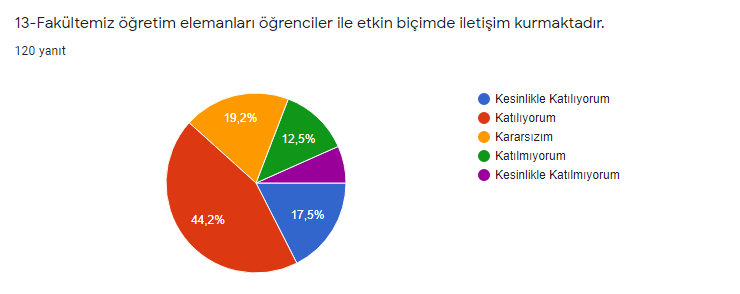 13-Fakültemiz öğretim elemanları öğrenciler ile etkin biçimde iletişim kurmaktadır.
120 yanıt
19,2%
12,5%
44,2%
17,5%
Kesinlikle Katılıyorum
Katılıyorum
Kararsızım
Katılmıyorum
Kesinlikle Katılmıyorum